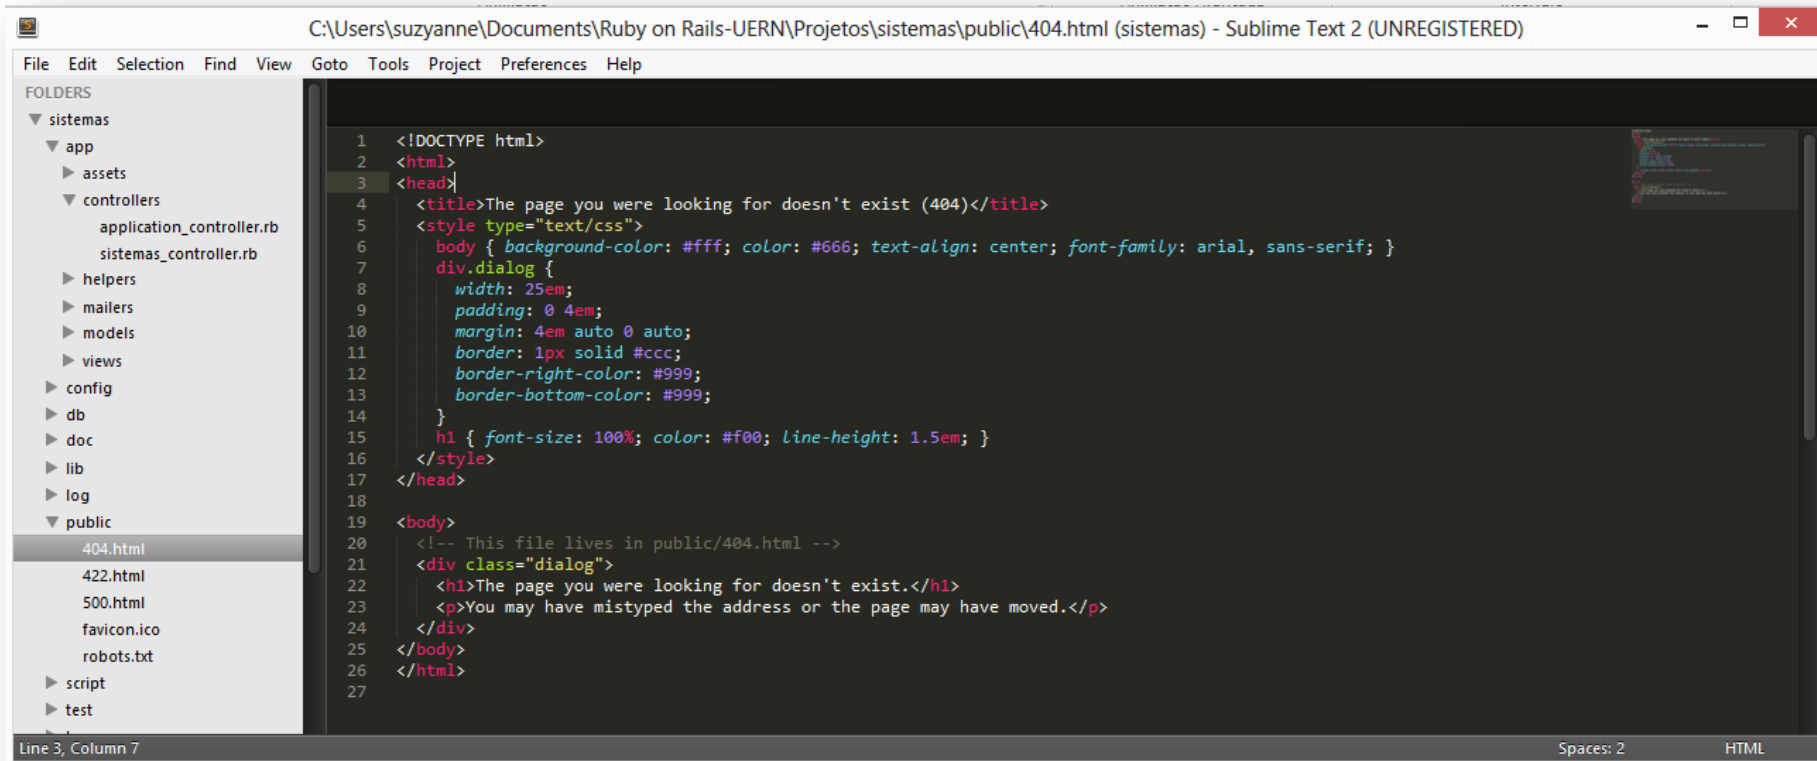 C:\Users\suzyanne\Documents\Ruby on Rails-UERN\Projetos\sistemas\public\404.html (sistemas) - Sublime Text 2 (UNREGISTERED)
File Edit Selection Find View Goto Tools Project Preferences Help
FOLDERS
sistemas
app
assets
controllers
application_controller.rb
sistemas_controller.rb
helpers
mailers
models
views
config
db
doc
lib
log
public
404.html
422.html
500.html
favicon.ico
robots.txt
script
test
1 <!DOCTYPE html>
2 <html>
3 <head>
4 <title>The page you were looking for doesn't exist (404)</title>
5 <style type="text/css">
6 body { background-color: #fff; color: #666; text-align: center; font-family: arial, sans-serif; }
7 div.dialog {
8 width: 25em;
9 padding: 0 4em;
10 margin: 4em auto 0 auto;
11 border: 1px solid #ccc;
12 border-right-color: #999;
13 border-bottom-color: #999;
14 }
15 h1 { font-size: 100%; color: #f00; line-height: 1.5em; }
16 </style>
17 </head>
18
19 <body>
20 <!-- This file lives in public/404.html -->
21 <div class="dialog">
22 <h1>The page you were looking for doesn't exist.</h1>
23 <p>You may have mistyped the address or the page may have moved.</p>
24 </div>
25 </body>
26 </html>
27
Line 3, Column 7 Spaces: 2 HTML